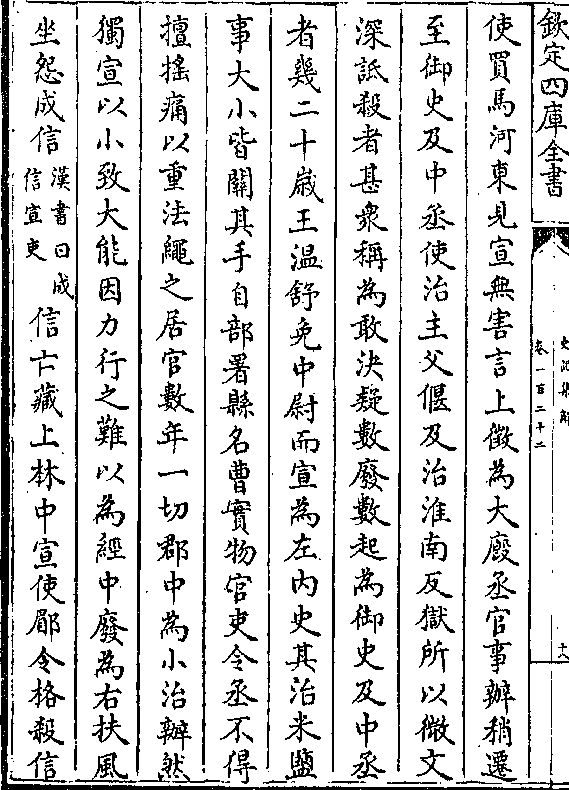 欽定四庫全書
史記集解
卷一百二十二
十六
使買馬河東見宣無害言上徵為大廄丞官事辦稍遷
至御史及中丞使治主父偃及治淮南反獄所以微文
深詆殺者甚衆稱為敢決疑數廢數起為御史及中丞
者幾二十歲王溫舒免中尉而宣為左內史其治米鹽
事大小皆關其手自部署縣名曹實物官吏令丞不得
擅搖痛以重法繩之居官數年一切郡中為小治辦然
獨宣以小致大能因力行之難以為經中廢為右扶風
坐怨成信漢書曰成信宣吏信亡藏上林中宣使郿令格殺信